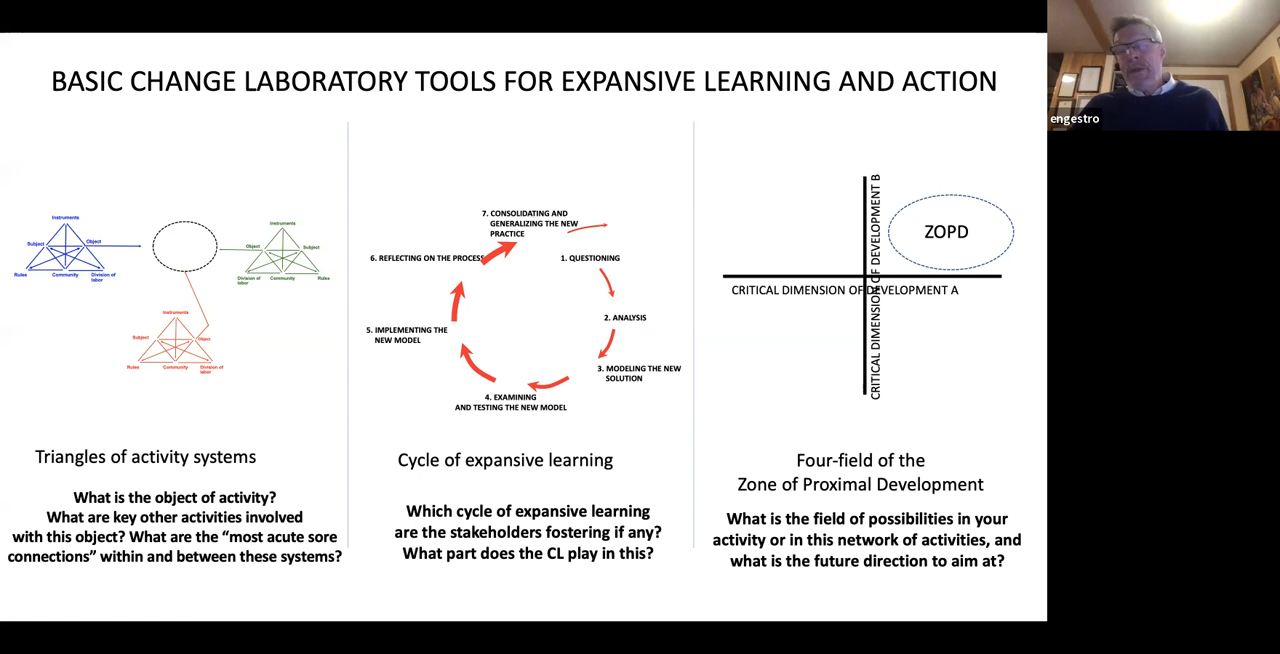 BASIC CHANGE LABORATORY TOOLS FOR EXPANSIVE LEARNING AND ACTION
engestro
Instruments
Subject
Object
Rules
Community
Division of
labor
Instruments
Object
Subject
Division of
labor
Community
Rules
Instruments
Subject
Object
Rules
Community
Division of
labor
Triangles of activity systems
What is the object of activity?
What are key other activities involved
with this object? What are the “most acute sore
connections” within and between these systems?
7. CONSOLIDATING AND
GENERALIZING THE NEW
PRACTICE
1. QUESTIONING
2. ANALYSIS
3. MODELING THE NEW
SOLUTION
4. EXAMINING
AND TESTING THE NEW MODEL
5. IMPLEMENTING THE
NEW MODEL
6. REFLECTING ON THE PROCESS
Cycle of expansive learning
Which cycle of expansive learning
are the stakeholders fostering if any?
What part does the CL play in this?
CRITICAL DIMENSION OF DEVELOPMENT B
ZOPD
CRITICAL DIMENSION OF DEVELOPMENT A
Four-field of the
Zone of Proximal Development
What is the field of possibilities in your
activity or in this network of activities, and
what is the future direction to aim at?